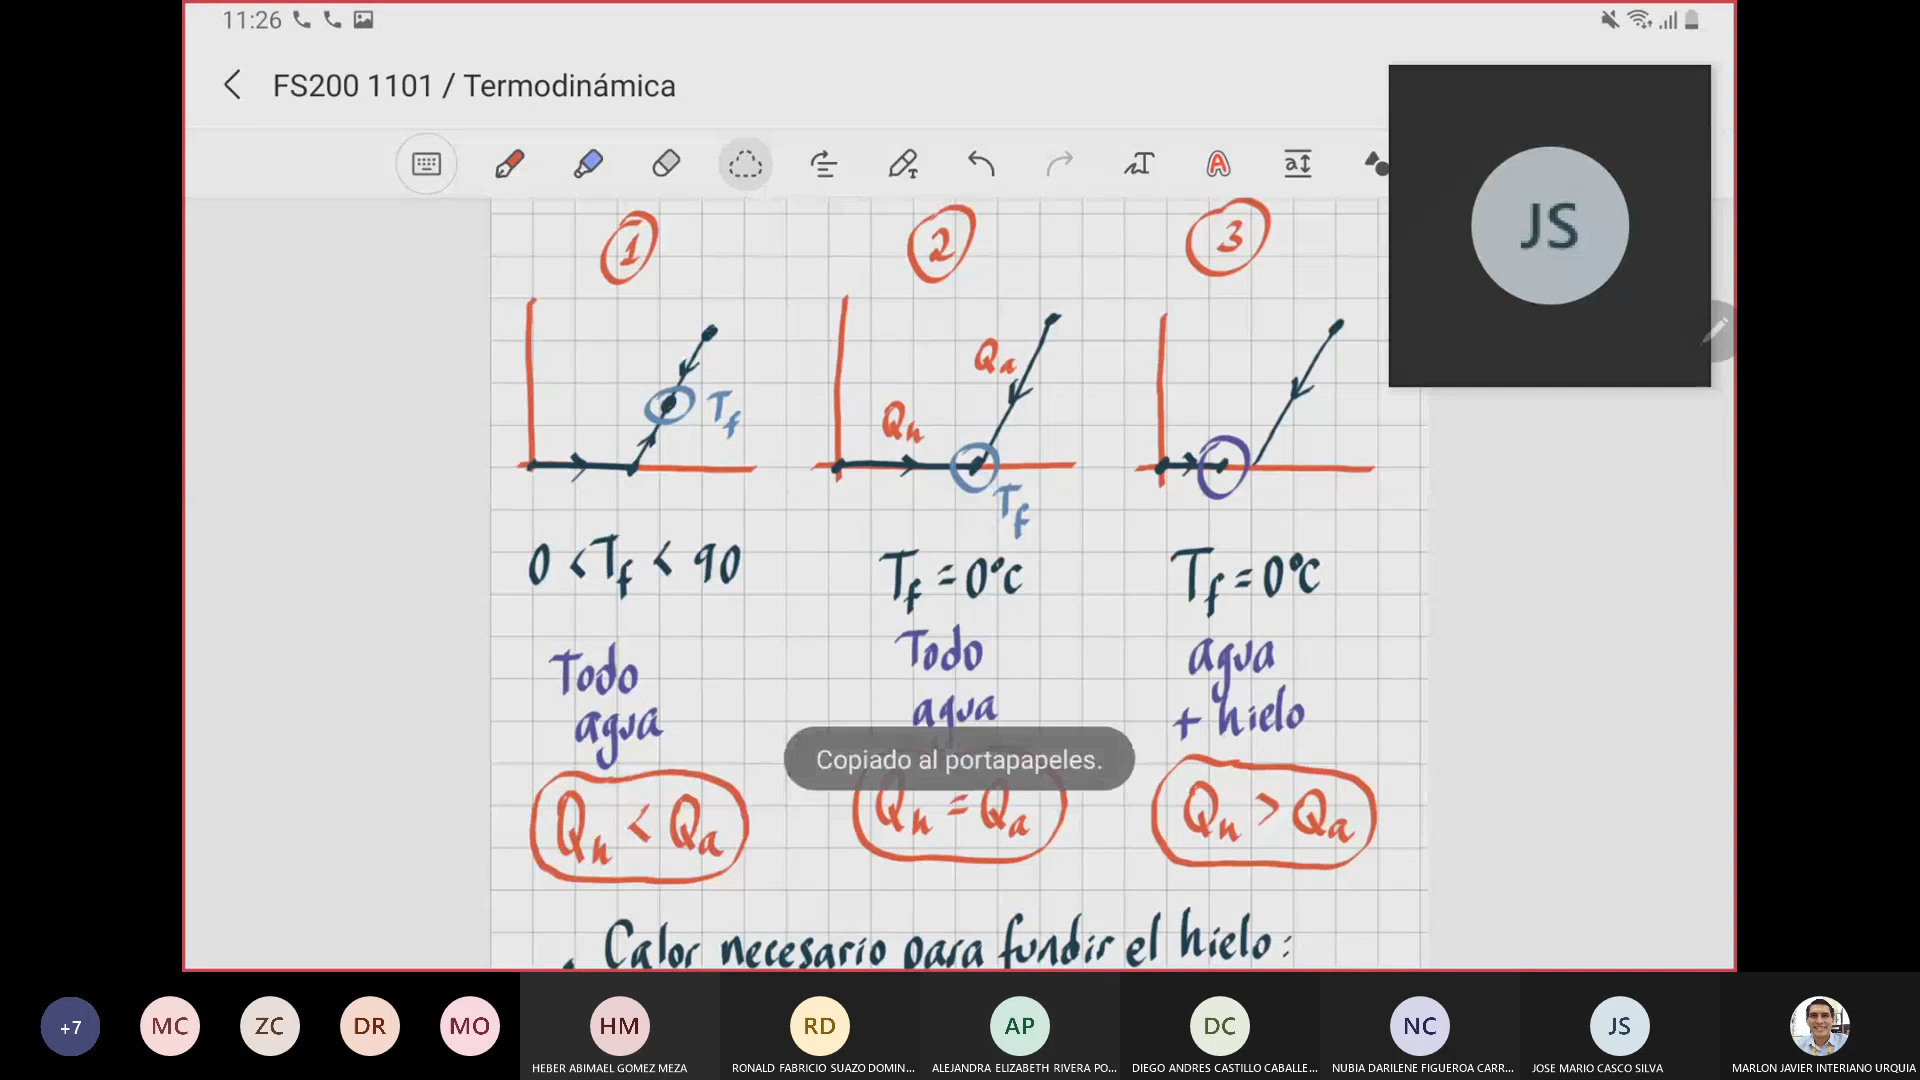 11:26
FS200 1101 / Termodinámica
JS
1
2
3
Qa
Qn
Tf
Tf
0 < Tf < 90
Tf = 0°C
Tf = 0°C
Todo
agua
Todo
agua
agua
+ hielo
Copiado al portapapeles.
Qn < Qa
Qn = Qa
Qn > Qa
Calor necesario para fundir el hielo:
+7
MC
ZC
DR
MO
HM
RD
AP
DC
NC
JS
HEBER ABIMAEL GOMEZ MEZA
RONALD FABRICIO SUAZO DOMIN...
ALEJANDRA ELIZABETH RIVERA PO...
DIEGO ANDRES CASTILLO CABALLE...
NUBIA DARILENE FIGUEROA CARR...
JOSE MARIO CASCO SILVA
MARLON JAVIER INTERIANO URQUIA